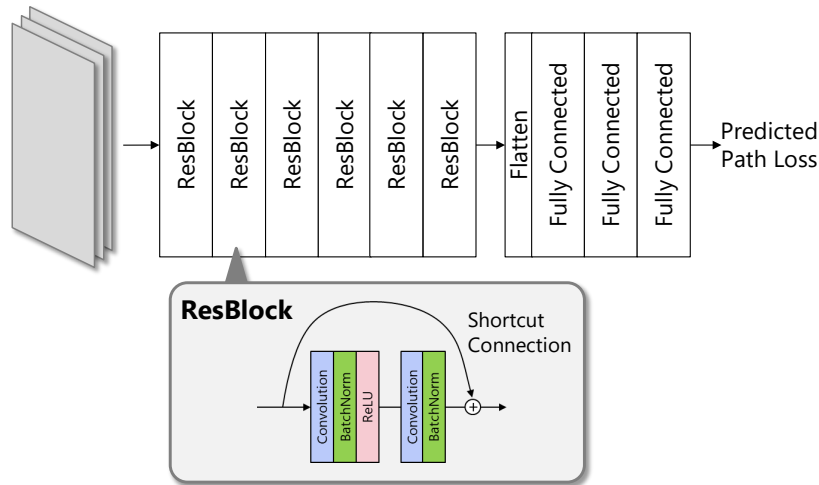 ResBlock
ResBlock
ResBlock
ResBlock
ResBlock
ResBlock
Flatten
Fully Connected
Fully Connected
Fully Connected
Predicted
Path Loss
ResBlock
Shortcut
Connection
Convolution
BatchNorm
ReLU
Convolution
BatchNorm
+